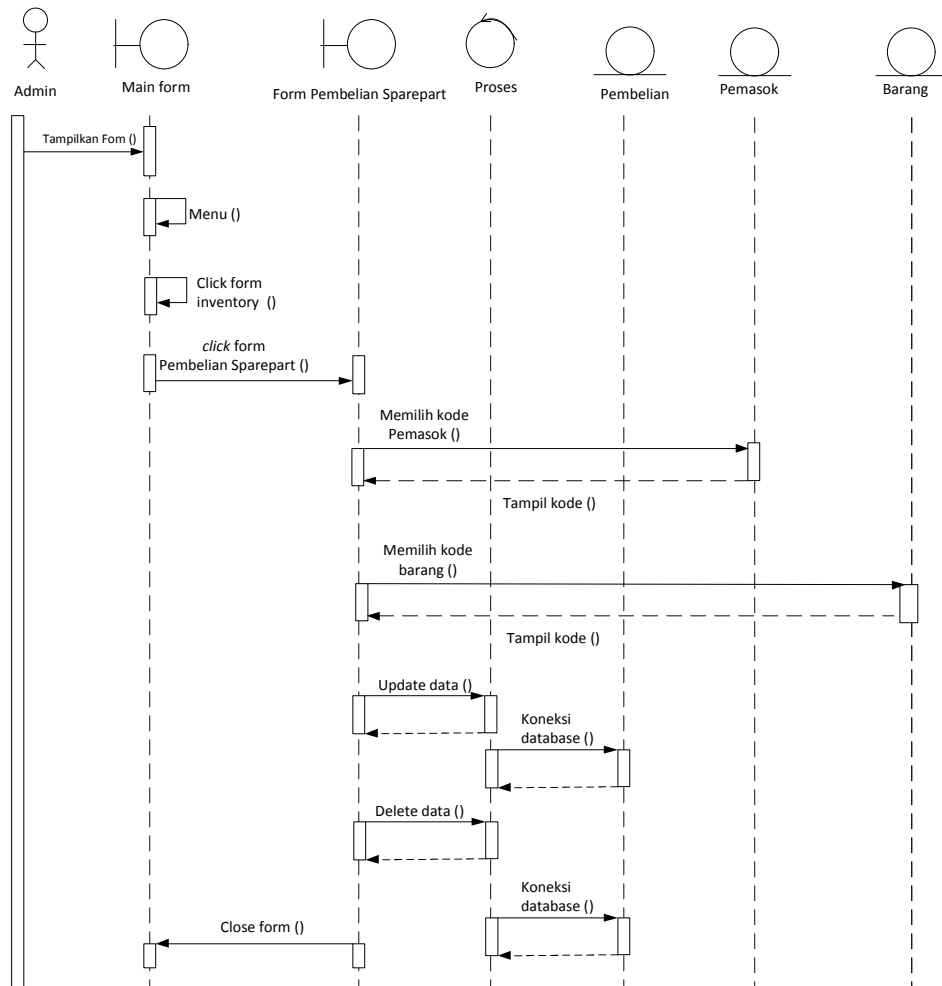 Admin
Main form
Form Pembelian Sparepart
Proses
Pembelian
Pemasok
Barang
Tampilkan Fom ()
Menu ()
Click form
inventory ()
click form
Pembelian Sparepart ()
Memilih kode
Pemasok ()
Tampil kode ()
Memilih kode
barang ()
Tampil kode ()
Update data ()
Koneksi
database ()
Delete data ()
Koneksi
database ()
Close form ()